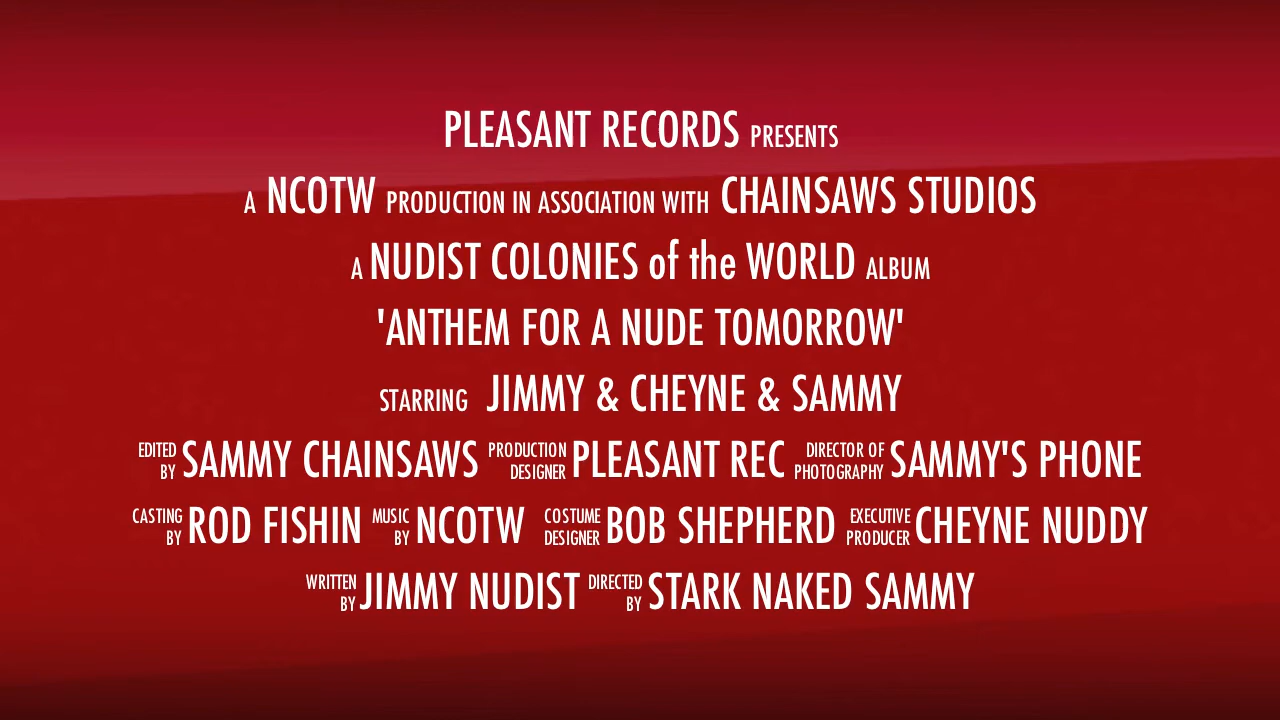 PLEASANT RECORDS PRESENTS
A NCOTW PRODUCTION IN ASSOCIATION WITH CHAINSAWS STUDIOS
A NUDIST COLONIES of the WORLD ALBUM
'ANTHEM FOR A NUDE TOMORROW'
STARRING JIMMY & CHEYNE & SAMMY
EDITED BY SAMMY CHAINSAWS PRODUCTION DESIGNER PLEASANT REC DIRECTOR OF PHOTOGRAPHY SAMMY'S PHONE
CASTING BY ROD FISHIN MUSIC BY NCOTW COSTUME DESIGNER BOB SHEPHERD EXECUTIVE PRODUCER CHEYNE NUDDY
WRITTEN BY JIMMY NUDIST DIRECTED BY STARK NAKED SAMMY